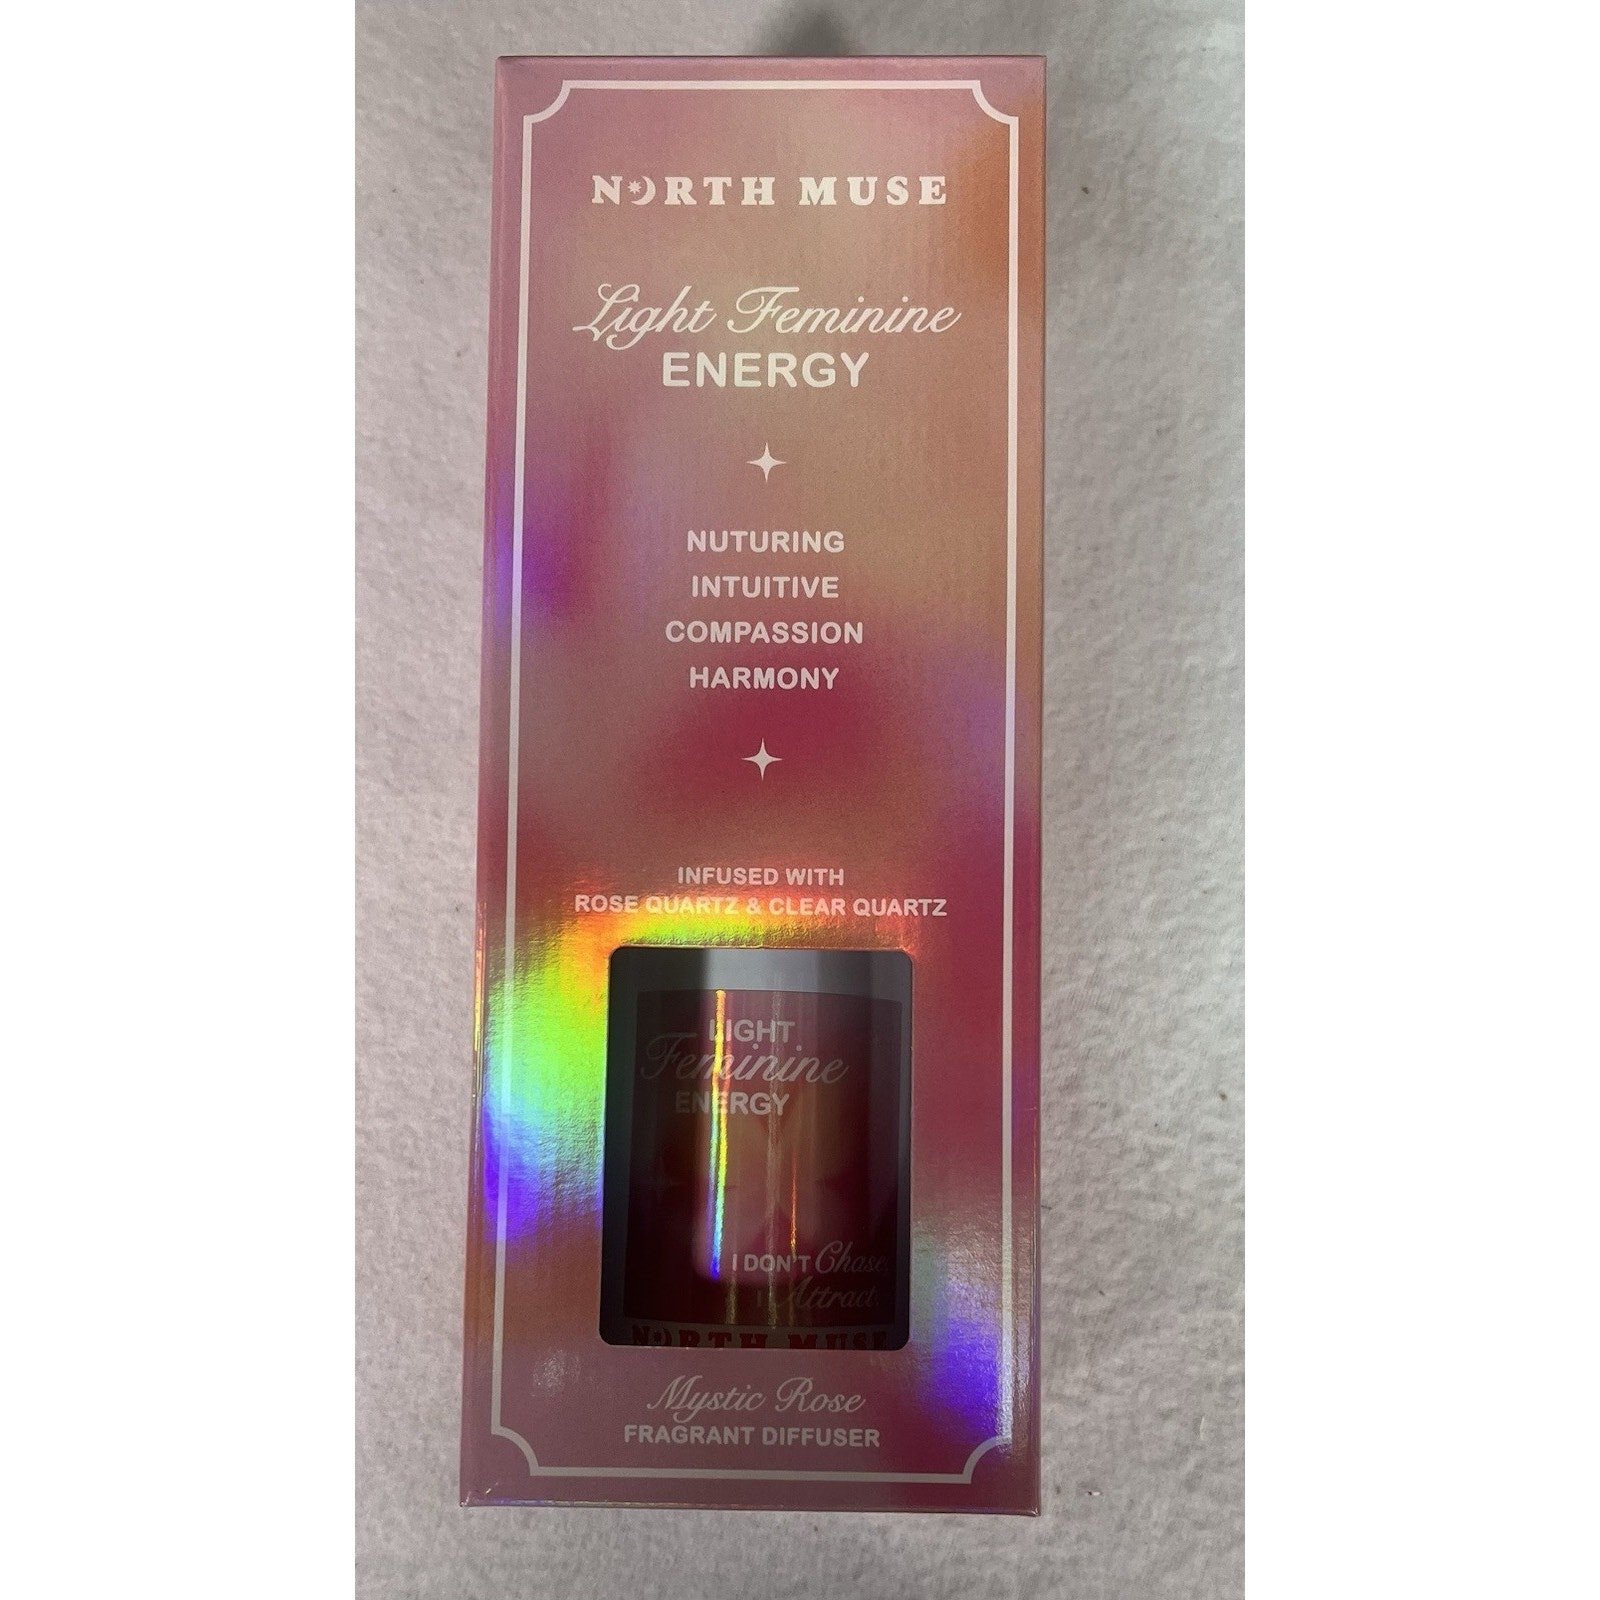 NORTH MUSE
Light Feminine
ENERGY
NUTURING
INTUITIVE
COMPASSION
HARMONY
INFUSED WITH
ROSE QUARTZ & CLEAR QUARTZ
LIGHT
Feminine
ENERGY
I DON'T Chase,
I Attract.
NORTH MUSE
Mystic Rose
FRAGRANT DIFFUSER